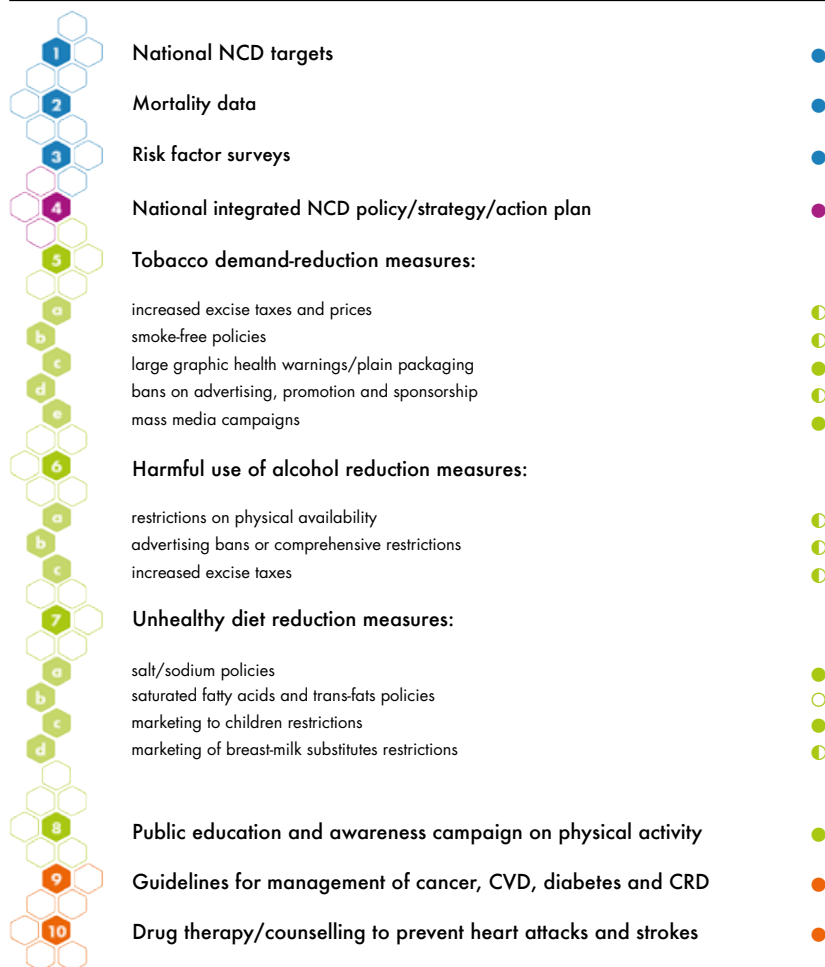 1 National NCD targets
2 Mortality data
3 Risk factor surveys
4 National integrated NCD policy/strategy/action plan
5 Tobacco demand-reduction measures:
a increased excise taxes and prices
b smoke-free policies
c large graphic health warnings/plain packaging
d bans on advertising, promotion and sponsorship
e mass media campaigns
6 Harmful use of alcohol reduction measures:
a restrictions on physical availability
b advertising bans or comprehensive restrictions
c increased excise taxes
7 Unhealthy diet reduction measures:
a salt/sodium policies
b saturated fatty acids and trans-fats policies
c marketing to children restrictions
d marketing of breast-milk substitutes restrictions
8 Public education and awareness campaign on physical activity
9 Guidelines for management of cancer, CVD, diabetes and CRD
10 Drug therapy/counselling to prevent heart attacks and strokes